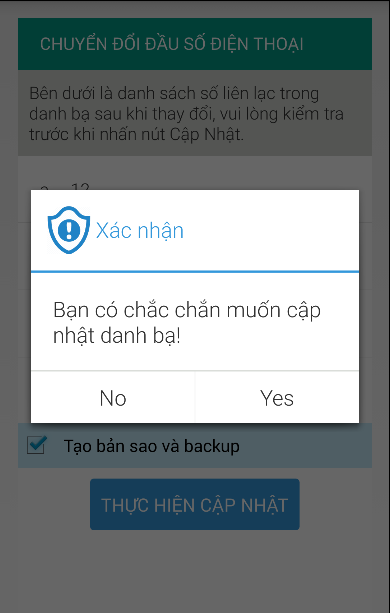 CHUYỂN ĐỔI ĐẦU SỐ ĐIỆN THOẠI
Bên dưới là danh sách số liên lạc trong
danh bạ sau khi thay đổi, vui lòng kiểm tra
trước khi nhấn nút Cập Nhật.
Xác nhận
Bạn có chắc chắn muốn cập
nhật danh bạ!
No Yes
Tạo bản sao và backup
THỰC HIỆN CẬP NHẬT